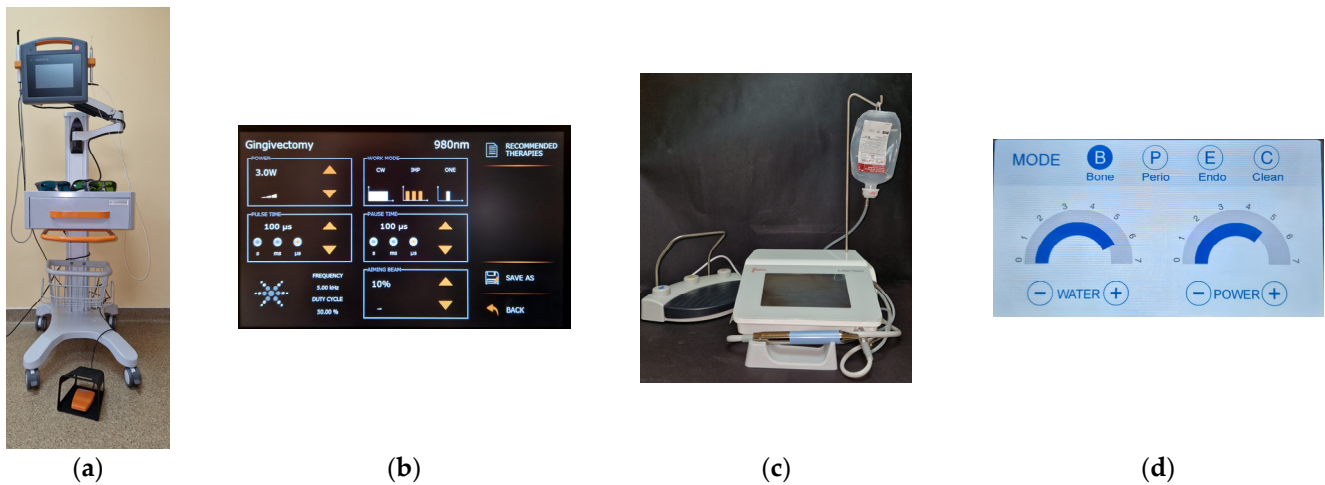 Gingivectomy 980nm
RECOMMENDED
THERAPIES
POWER
3.0W
WORK MODE
CW IMP ONE
PULSE TIME
100 µs
s ms µs
PAUSE TIME
100 µs
s ms µs
FREQUENCY
5.00 kHz
DUTY CYCLE
50.00 %
AIMING BEAM
10%
SAVE AS
BACK
MODE B P E C
Bone Perio Endo Clean
0 1 2 3 4 5 6 7
0 1 2 3 4 5 6 7
− WATER + − POWER +
(a) (b) (c) (d)